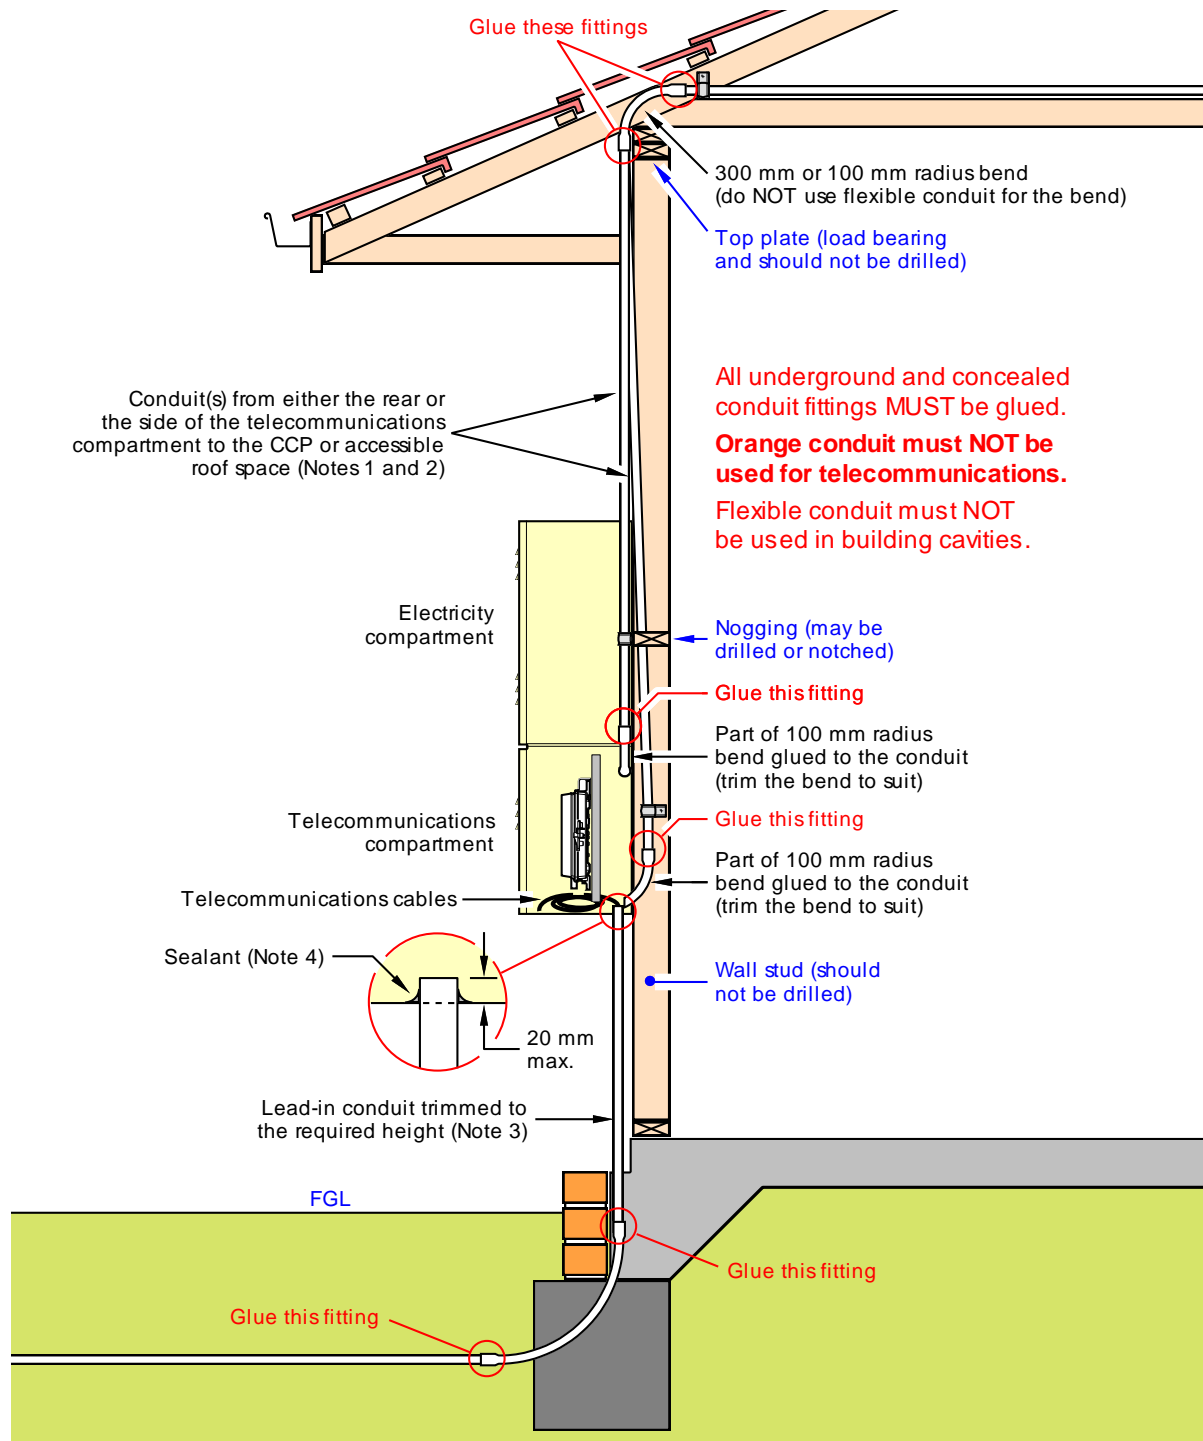 Glue these fittings
300 mm or 100 mm radius bend
(do NOT use flexible conduit for the bend)
Top plate (load bearing
and should not be drilled)
Conduit(s) from either the rear or
the side of the telecommunications
compartment to the CCP or accessible
roof space (Notes 1 and 2)
All underground and concealed
conduit fittings MUST be glued.
Orange conduit must NOT be
used for telecommunications.
Flexible conduit must NOT
be used in building cavities.
Electricity
compartment
Nogging (may be
drilled or notched)
Glue this fitting
Part of 100 mm radius
bend glued to the conduit
(trim the bend to suit)
Telecommunications
compartment
Glue this fitting
Part of 100 mm radius
bend glued to the conduit
(trim the bend to suit)
Telecommunications cables
Sealant (Note 4)
Wall stud (should
not be drilled)
20 mm
max.
Lead-in conduit trimmed to
the required height (Note 3)
FGL
Glue this fitting
Glue this fitting